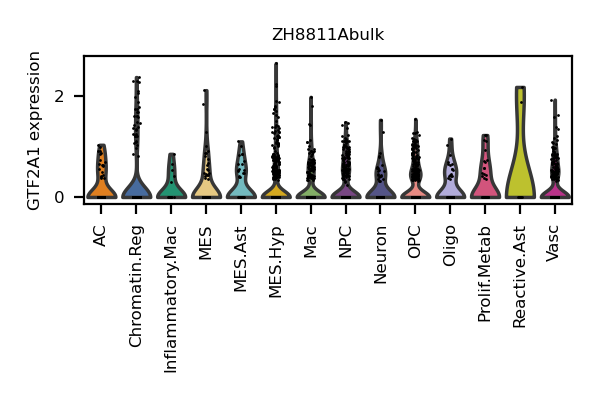 ZH8811Abulk
GTF2A1 expression
2
0
AC
Chromatin.Reg
Inflammatory.Mac
MES
MES.Ast
MES.Hyp
Mac
NPC
Neuron
OPC
Oligo
Prolif.Metab
Reactive.Ast
Vasc